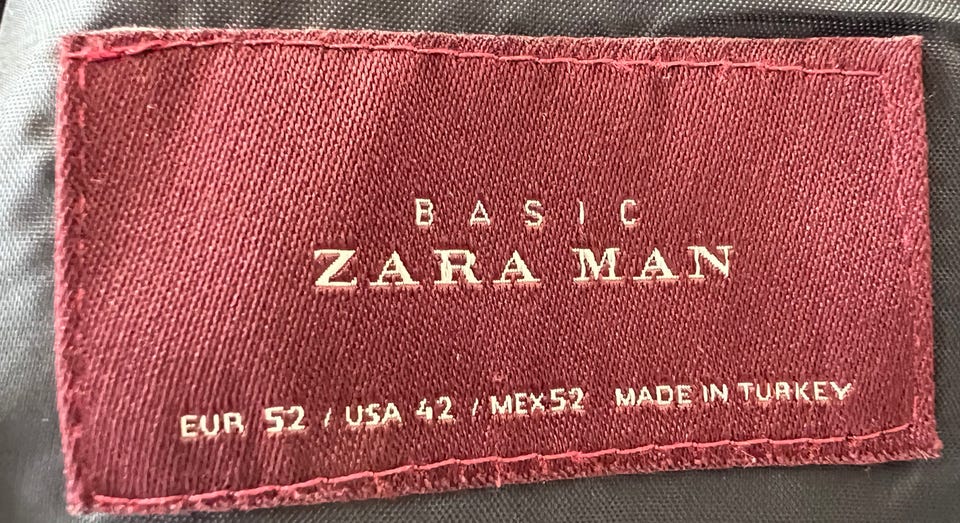 BASIC
ZARA MAN
EUR 52 / USA 42 / MEX52 MADE IN TURKEY